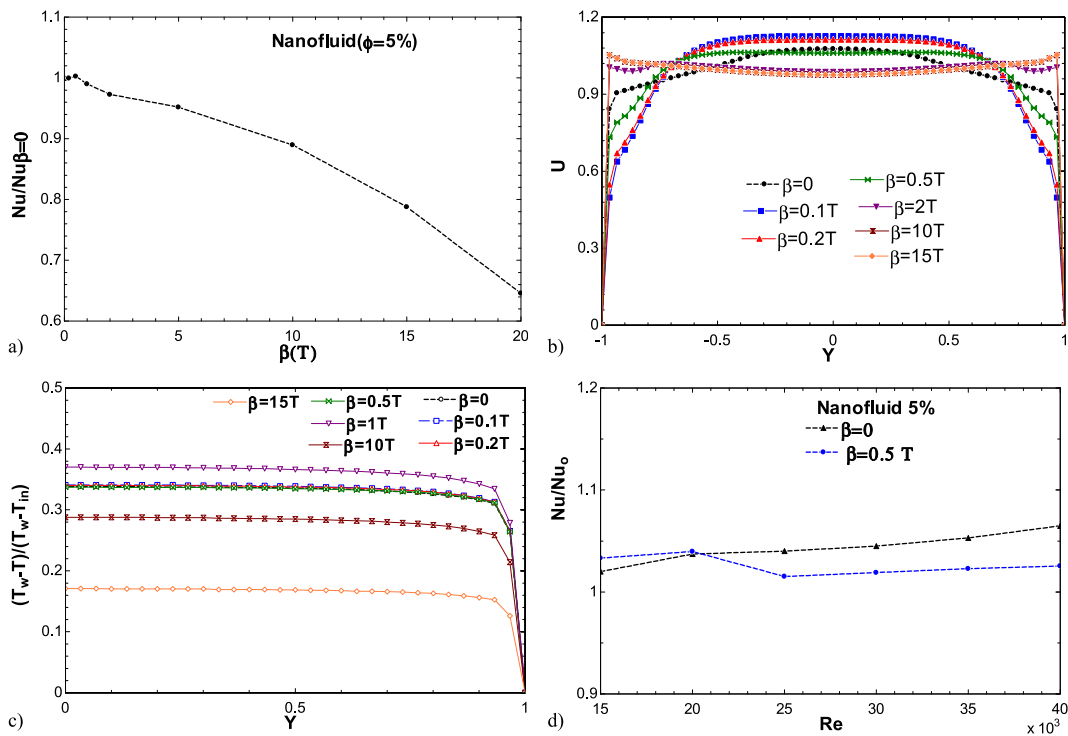 a)
Nanofluid(ϕ=5%)
Nu/Nuβ=0
1
0.9
0.8
0.7
0.6
0
5
10
15
20
β(T)
b)
U
1.2
0.9
0.6
0.3
0
-1
-0.5
0
0.5
1
Y
β=0
β=0.1T
β=0.2T
β=0.5T
β=2T
β=10T
β=15T
c)
(Tw-T)/(Tw-Tin)
0.5
0.4
0.3
0.2
0.1
0
0
0.5
1
Y
β=15T
β=0.5T
β=0
β=1T
β=0.1T
β=10T
β=0.2T
d)
Nu/Nuo
1.2
1.1
1
0.9
15
20
25
30
35
40
Re
x 10³
Nanofluid 5%
β=0
β=0.5 T